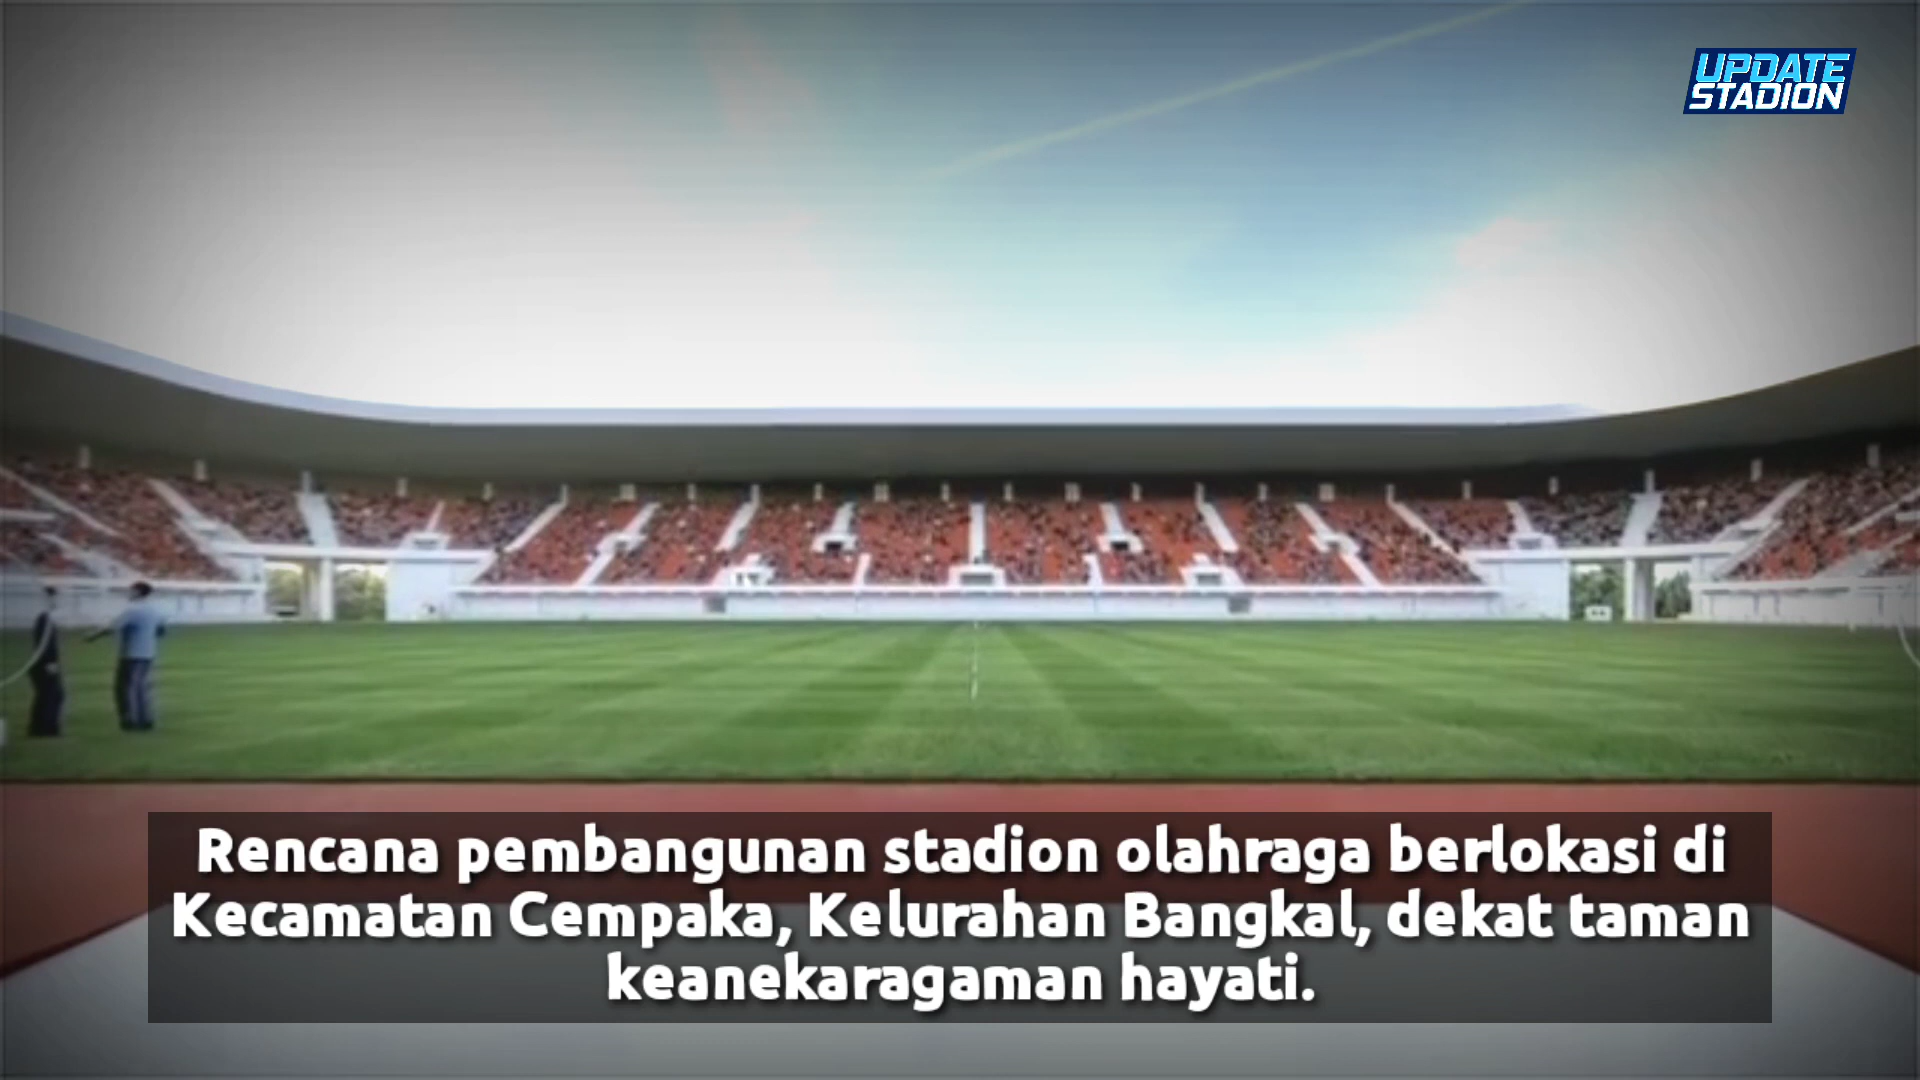 UPDATE
STADION
Rencana pembangunan stadion olahraga berlokasi di
Kecamatan Cempaka, Kelurahan Bangkal, dekat taman
keanekaragaman hayati.